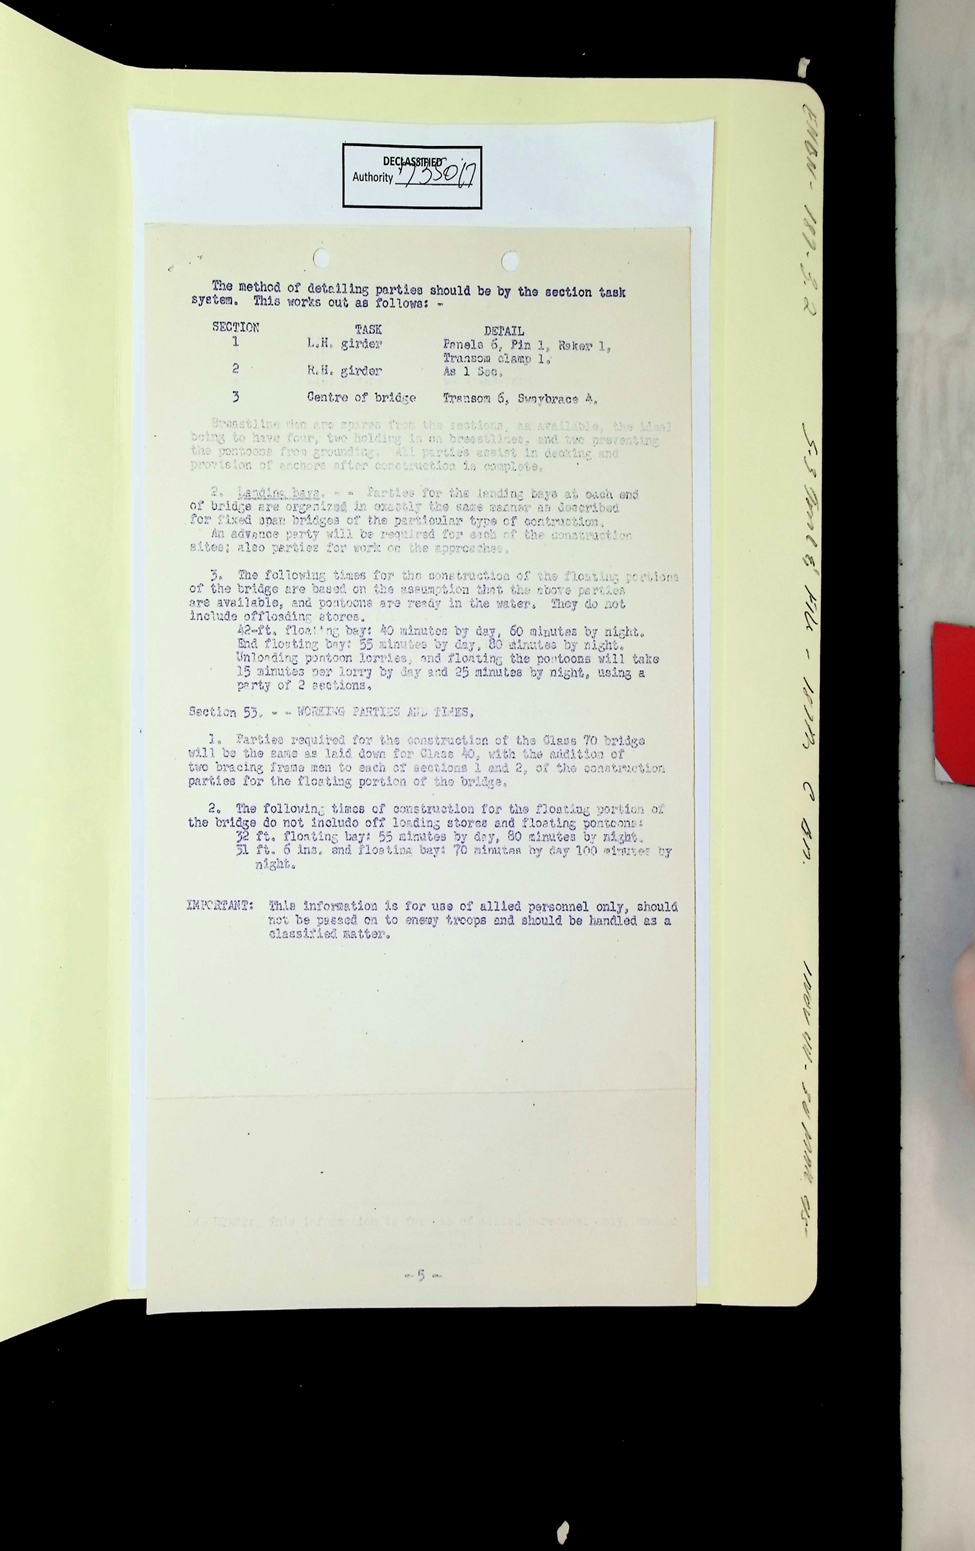 DECLASSIFIED
Authority 735017
The method of detailing parties should be by the section task
system. This works out as follows: -
SECTION TASK DETAIL
1 L.H. girder Panels 6, Pin 1, Raker 1,
Transom clamp 1.
2 R.H. girder As 1 Sec.
3 Centre of bridge Transom 6, Swaybrace 4.
Breastline men are spares from the sections, as available, the ideal
being to have four, two holding in on breastlines, and two preventing
the pontoons from grounding. All parties assist in decking and
provision of anchors after construction is complete.
2. Landing bays. - - Parties for the landing bays at each end
of bridge are organized in exactly the same manner as described
for fixed span bridges of the particular type of contruction.
An advance party will be required for each of the construction
sites; also parties for work on the approaches.
3. The following times for the construction of the floating portions
of the bridge are based on the assumption that the above parties
are available, and pontoons are ready in the water. They do not
include offloading stores.
42-ft. floating bay: 40 minutes by day, 60 minutes by night.
End floating bay: 55 minutes by day, 80 minutes by night.
Unloading pontoon lorries, and floating the pontoons will take
15 minutes per lorry by day and 25 minutes by night, using a
party of 2 sections.
Section 53. - - WORKING PARTIES AND TIMES.
1. Parties required for the construction of the Class 70 bridge
will be the same as laid down for Class 40, with the addition of
two bracing frame men to each of sections 1 and 2, of the construction
parties for the floating portion of the bridge.
2. The following times of construction for the floating portion of
the bridge do not include off loading stores and floating pontoons:
32 ft. floating bay: 55 minutes by day, 80 minutes by night.
31 ft. 6 ins. end floating bay: 70 minutes by day 100 minutes by
night.
IMPORTANT: This information is for use of allied personnel only, should
not be passed on to enemy troops and should be handled as a
classified matter.
- 5 -
ENBN - 187 - 3.2